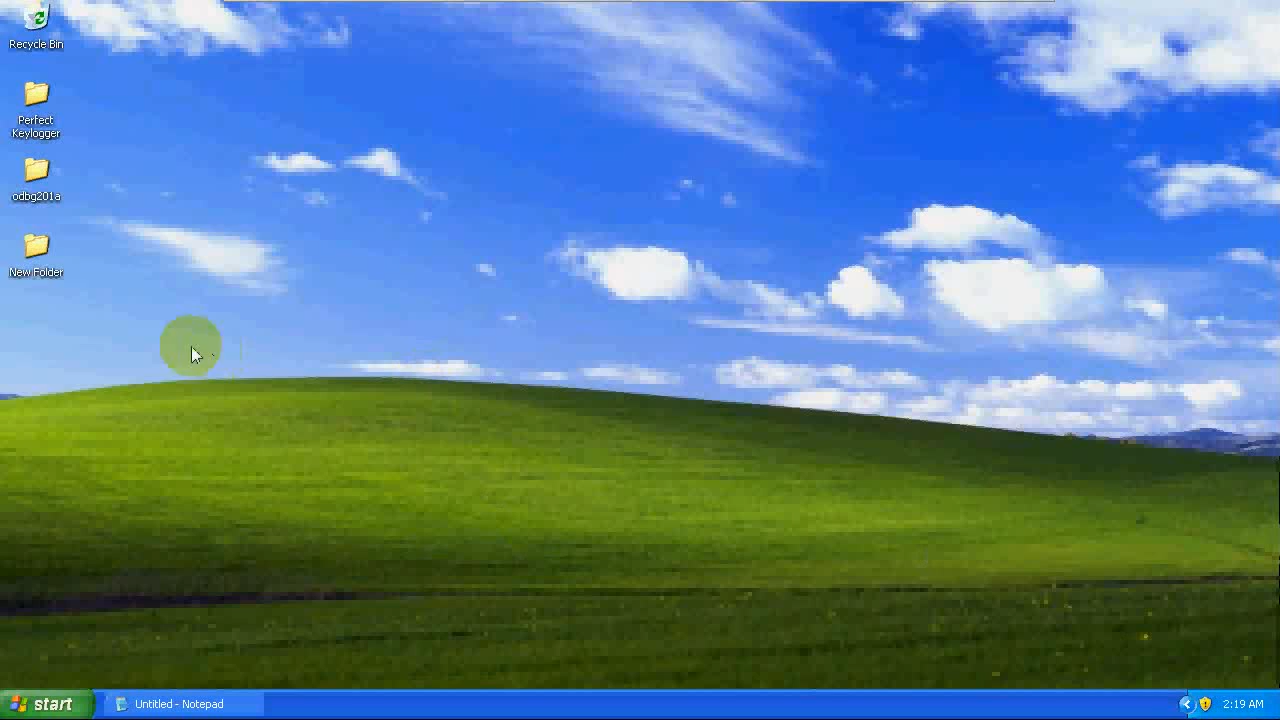 Recycle Bin
Perfect
Keylogger
odbg201a
New Folder
start
Untitled - Notepad
2:19 AM